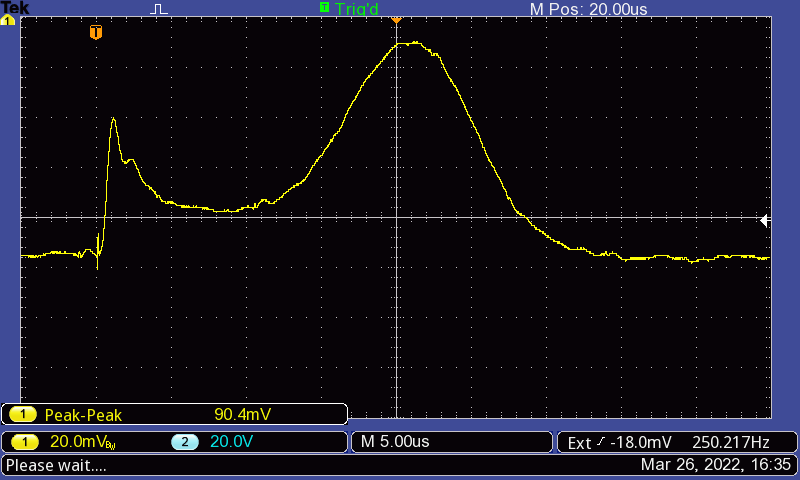 Tek Trig'd M Pos: 20.00us
1
T
Peak-Peak 90.4mV
1 20.0mVBW 2 20.0V M 5.00us Ext -18.0mV 250.217Hz
Please wait.... Mar 26, 2022, 16:35